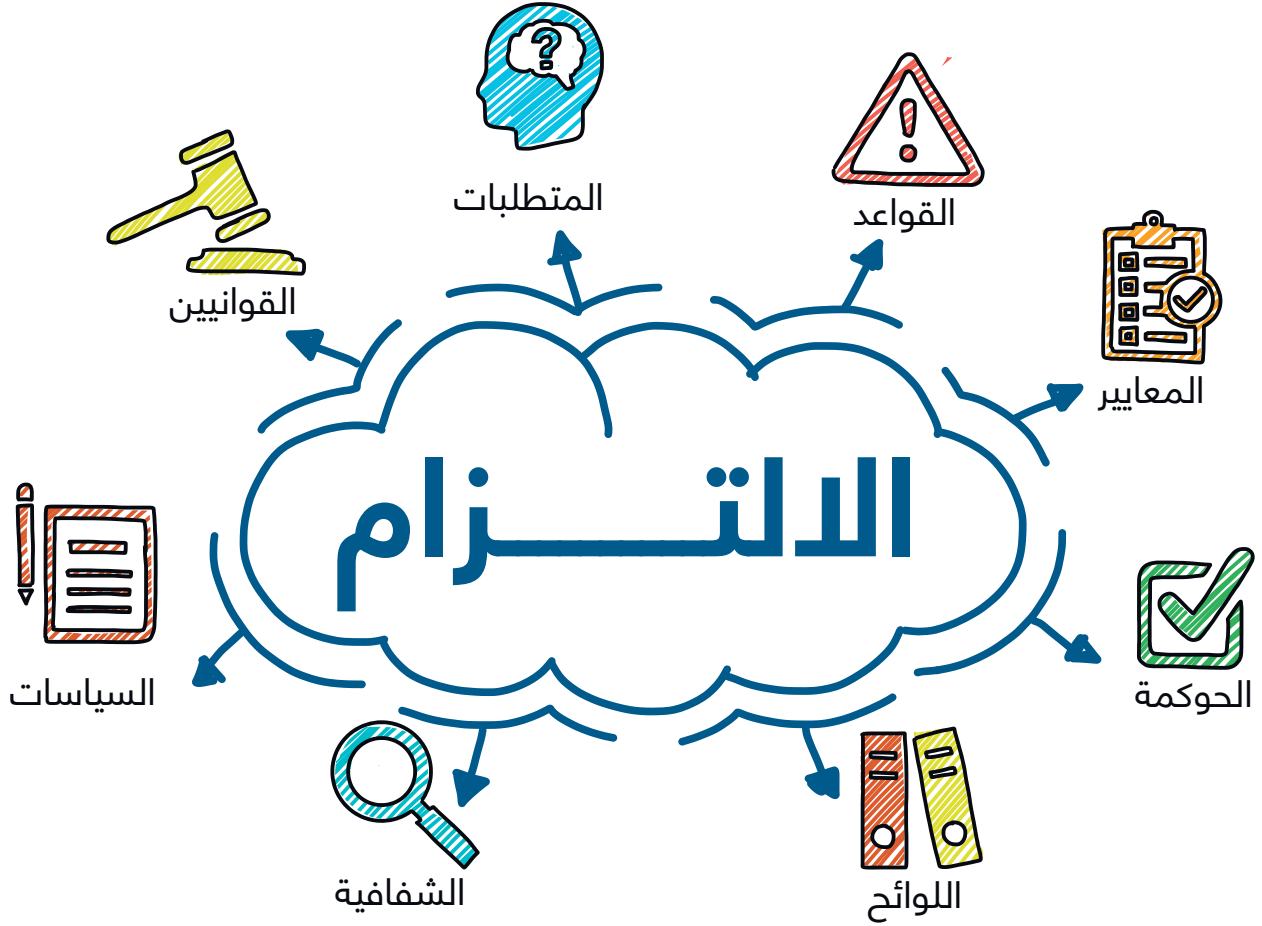 المتطلبات
القواعد
القوانيين
المعايير
الالتـــــزام
السياسات
الحوكمة
الشفافية
اللوائح